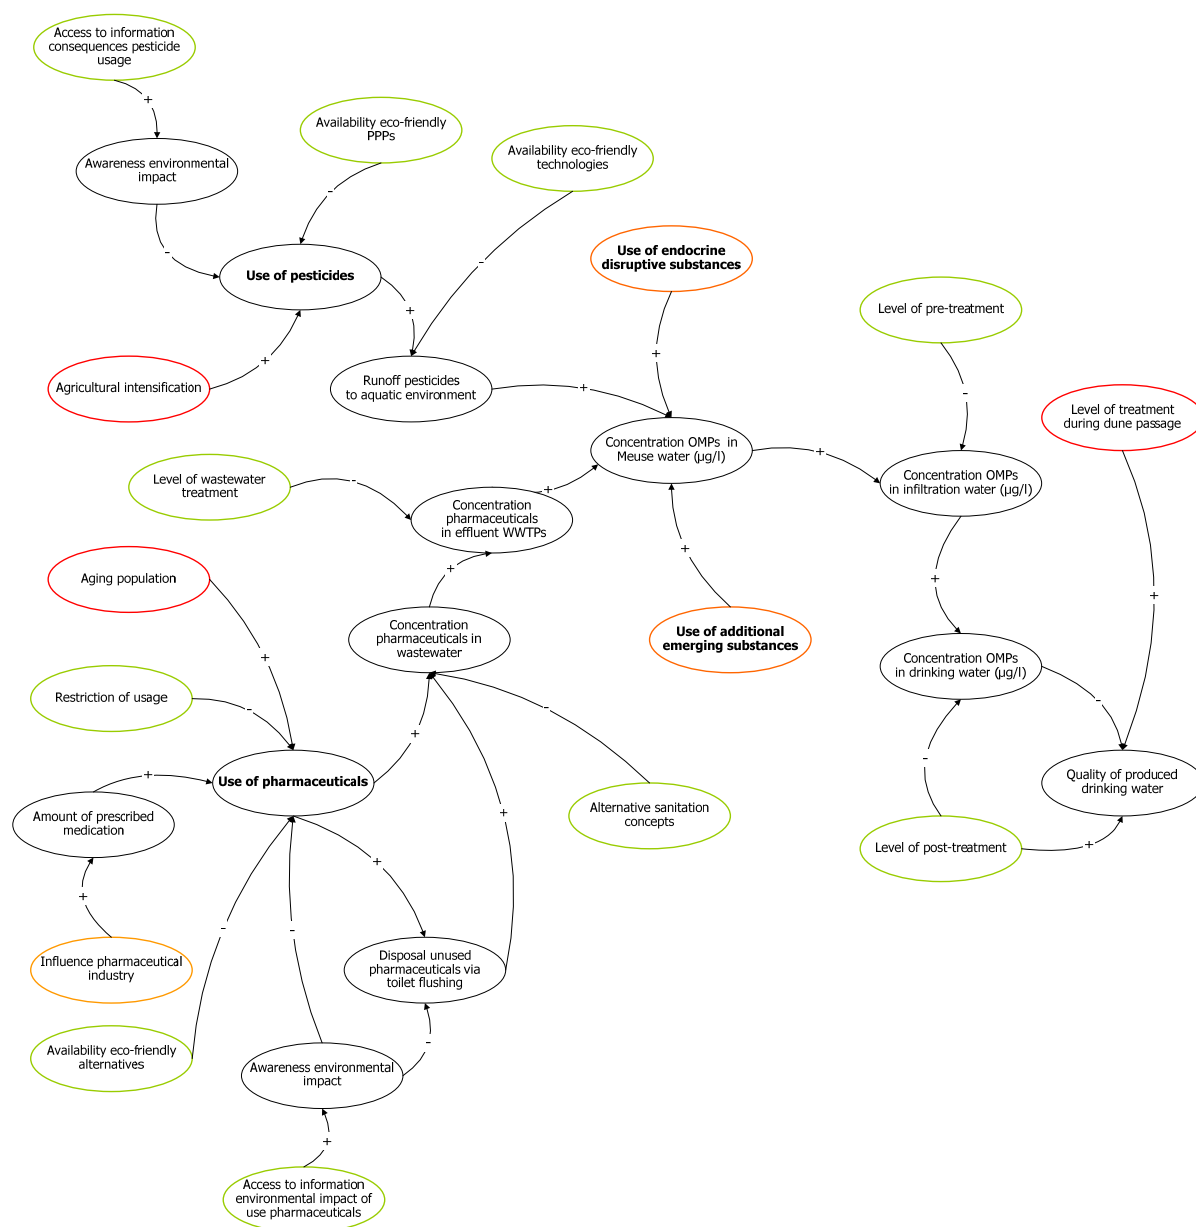 Access to information
consequences pesticide
usage
+
Awareness environmental
impact
-
Availability eco-friendly
PPPs
-
Availability eco-friendly
technologies
-
Use of pesticides
+
Agricultural intensification
+
Runoff pesticides
to aquatic environment
+
Use of endocrine
disruptive substances
+
Concentration OMPs in
Meuse water (µg/l)
+
Level of pre-treatment
-
Level of treatment
during dune passage
+
Concentration OMPs
in infiltration water (µg/l)
+
Level of wastewater
treatment
-
Concentration
pharmaceuticals
in effluent WWTPs
+
+
Use of additional
emerging substances
+
Aging population
+
Concentration
pharmaceuticals in
wastewater
Concentration OMPs
in drinking water (µg/l)
-
Restriction of usage
-
Use of pharmaceuticals
+
-
Alternative sanitation
concepts
+
Amount of prescribed
medication
+
Quality of produced
drinking water
-
Level of post-treatment
+
+
+
Influence pharmaceutical
industry
-
-
Disposal unused
pharmaceuticals via
toilet flushing
Availability eco-friendly
alternatives
Awareness environmental
impact
-
+
Access to information
environmental impact of
use pharmaceuticals